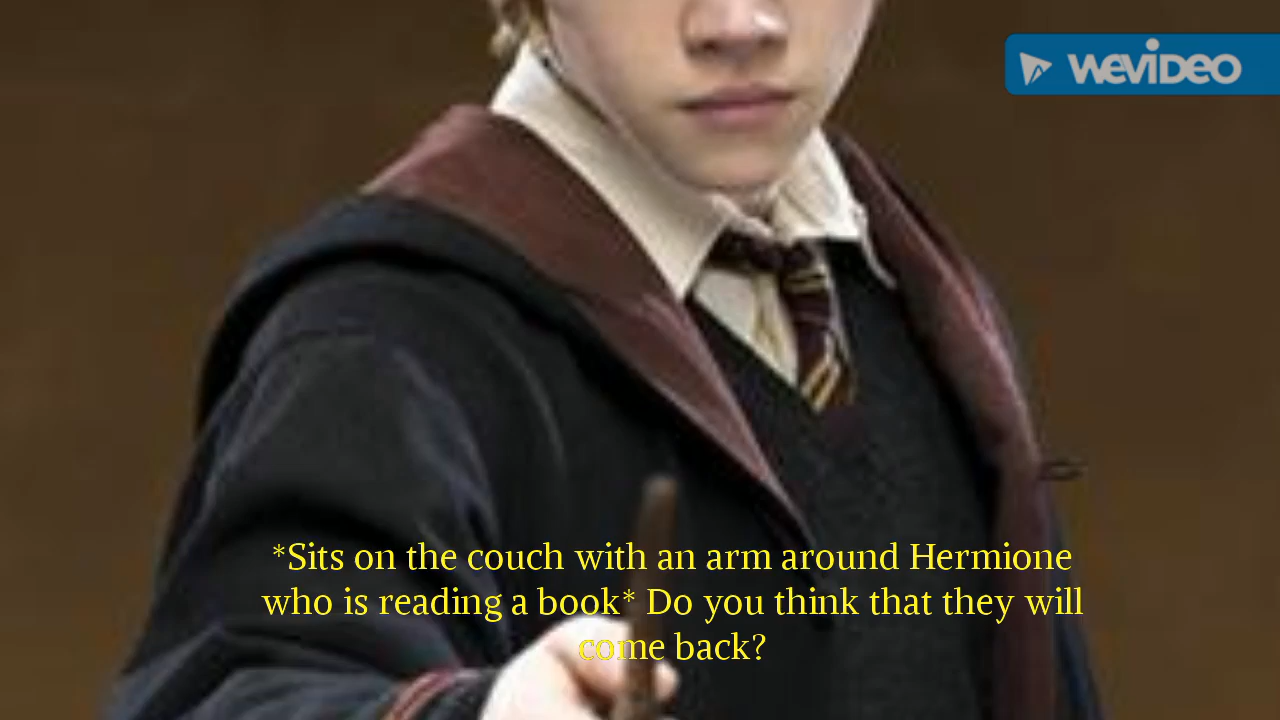 WEVIDEO
*Sits on the couch with an arm around Hermione
who is reading a book* Do you think that they will
come back?